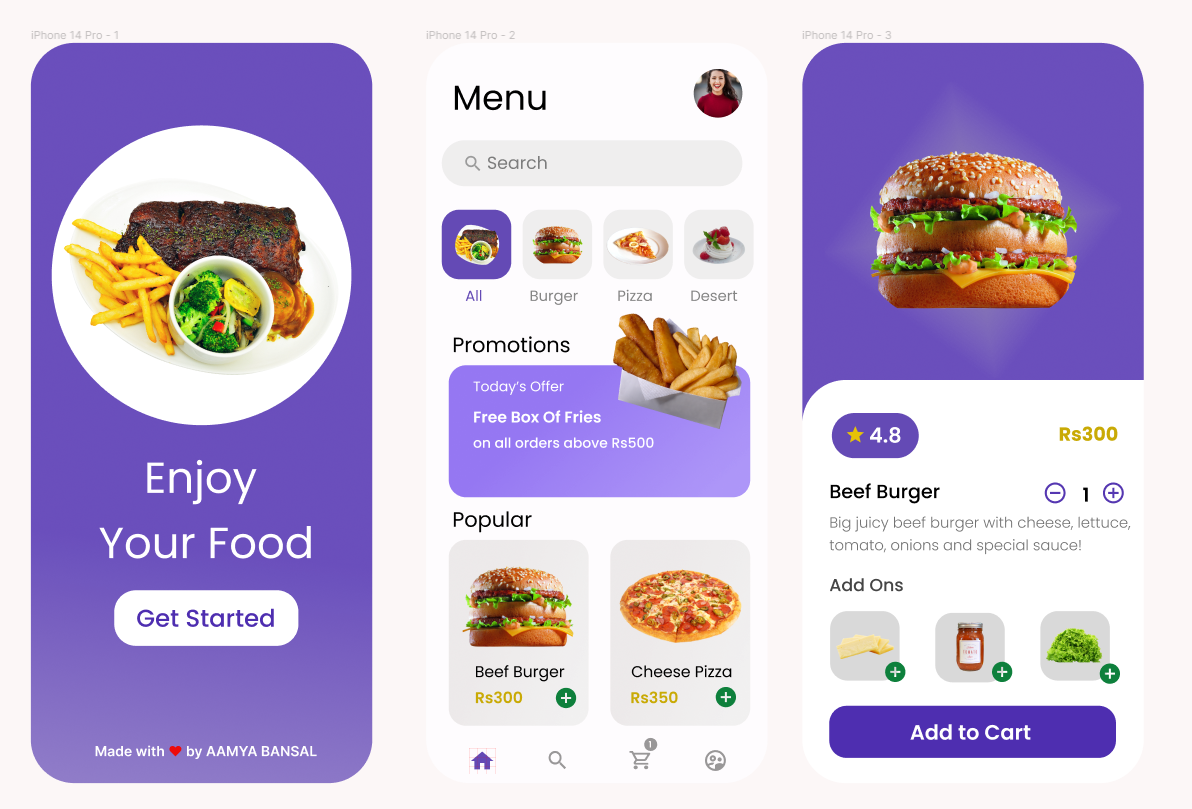 iPhone 14 Pro - 1
Enjoy
Your Food
Get Started
Made with ❤ by AAMYA BANSAL
iPhone 14 Pro - 2
Menu
Search
All Burger Pizza Desert
Promotions
Today's Offer
Free Box Of Fries
on all orders above Rs500
Popular
Beef Burger
Rs300
Cheese Pizza
Rs350
1
iPhone 14 Pro - 3
4.8
Rs300
Beef Burger
1
Big juicy beef burger with cheese, lettuce,
tomato, onions and special sauce!
Add Ons
Add to Cart